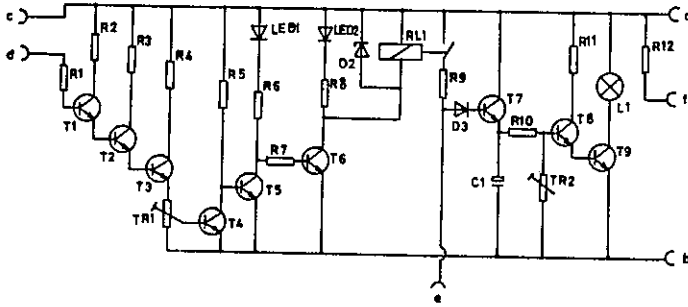 c
d
R1
R2
R3
R4
R5
LED1
R6
LED2
R8
D2
RL1
R9
R11
R12
L1
T1
T2
T3
TR1
T4
T5
R7
T6
D3
T7
R10
T8
T9
C1
TR2
f
b
e